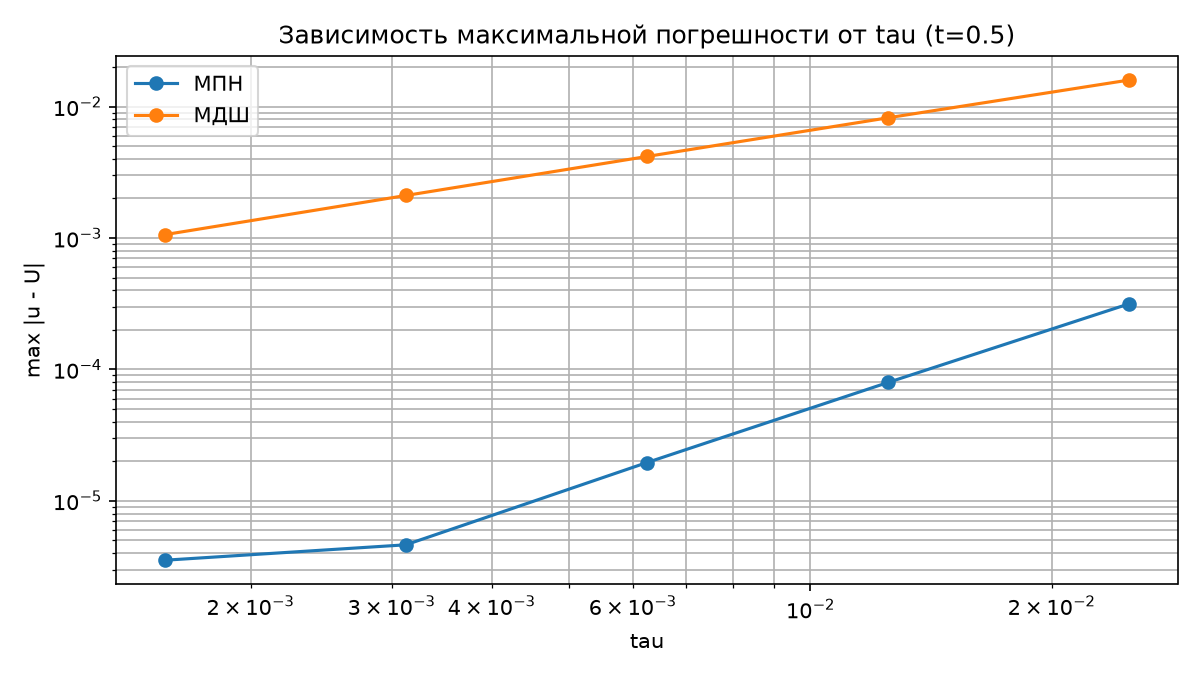 Зависимость максимальной погрешности от tau (t=0.5)
МПН
МДШ
max |u - U|
10⁻²
10⁻³
10⁻⁴
10⁻⁵
2 × 10⁻³
3 × 10⁻³
4 × 10⁻³
6 × 10⁻³
10⁻²
2 × 10⁻²
tau